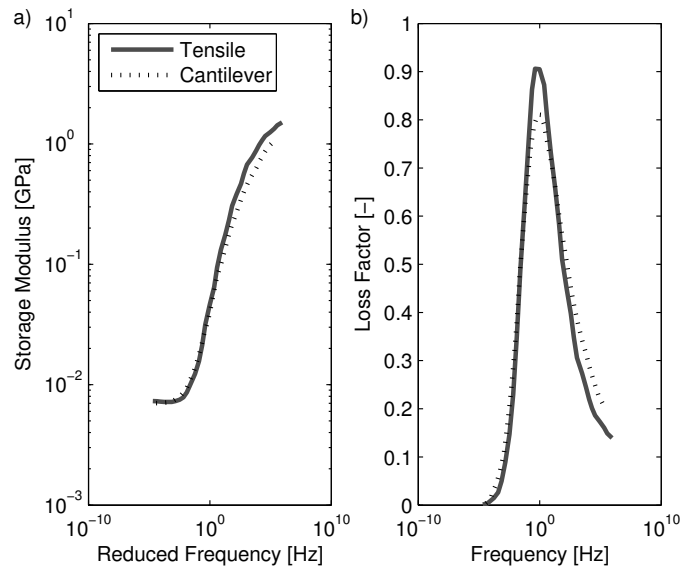 a)
10^1
10^0
10^-1
10^-2
10^-3
Storage Modulus [GPa]
Tensile
Cantilever
10^-10
10^0
10^10
Reduced Frequency [Hz]
b)
1
0.9
0.8
0.7
0.6
0.5
0.4
0.3
0.2
0.1
0
Loss Factor [-]
10^-10
10^0
10^10
Frequency [Hz]